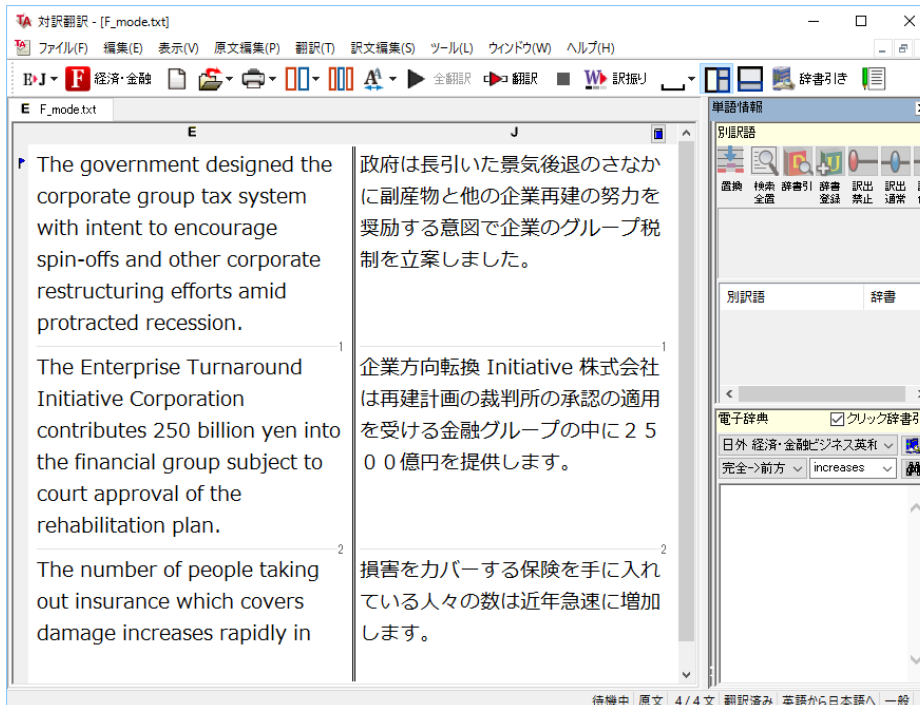 対訳翻訳 - [F_mode.txt]
ファイル(F) 編集(E) 表示(V) 原文編集(P) 翻訳(T) 訳文編集(S) ツール(L) ウィンドウ(W) ヘルプ(H)
E▸J F 経済・金融 全翻訳 翻訳 W 訳振り 辞書引き
E F_mode.txt
E J
The government designed the
corporate group tax system
with intent to encourage
spin-offs and other corporate
restructuring efforts amid
protracted recession.
政府は長引いた景気後退のさなか
に副産物と他の企業再建の努力を
奨励する意図で企業のグループ税
制を立案しました。
1 1
The Enterprise Turnaround
Initiative Corporation
contributes 250 billion yen into
the financial group subject to
court approval of the
rehabilitation plan.
企業方向転換 Initiative 株式会社
は再建計画の裁判所の承認の適用
を受ける金融グループの中に２５
００億円を提供します。
2 2
The number of people taking
out insurance which covers
damage increases rapidly in
損害を力バーする保険を手に入れ
ている人々の数は近年急速に増加
します。
単語情報
別訳語
置換 検索全置 辞書引 辞書登録 訳出禁止 訳出通常
別訳語 辞書
電子辞典 クリック辞書引
日外 経済・金融ビジネス英和
完全->前方 increases
待機中 原文 4/4文 翻訳済み 英語から日本語へ 一般